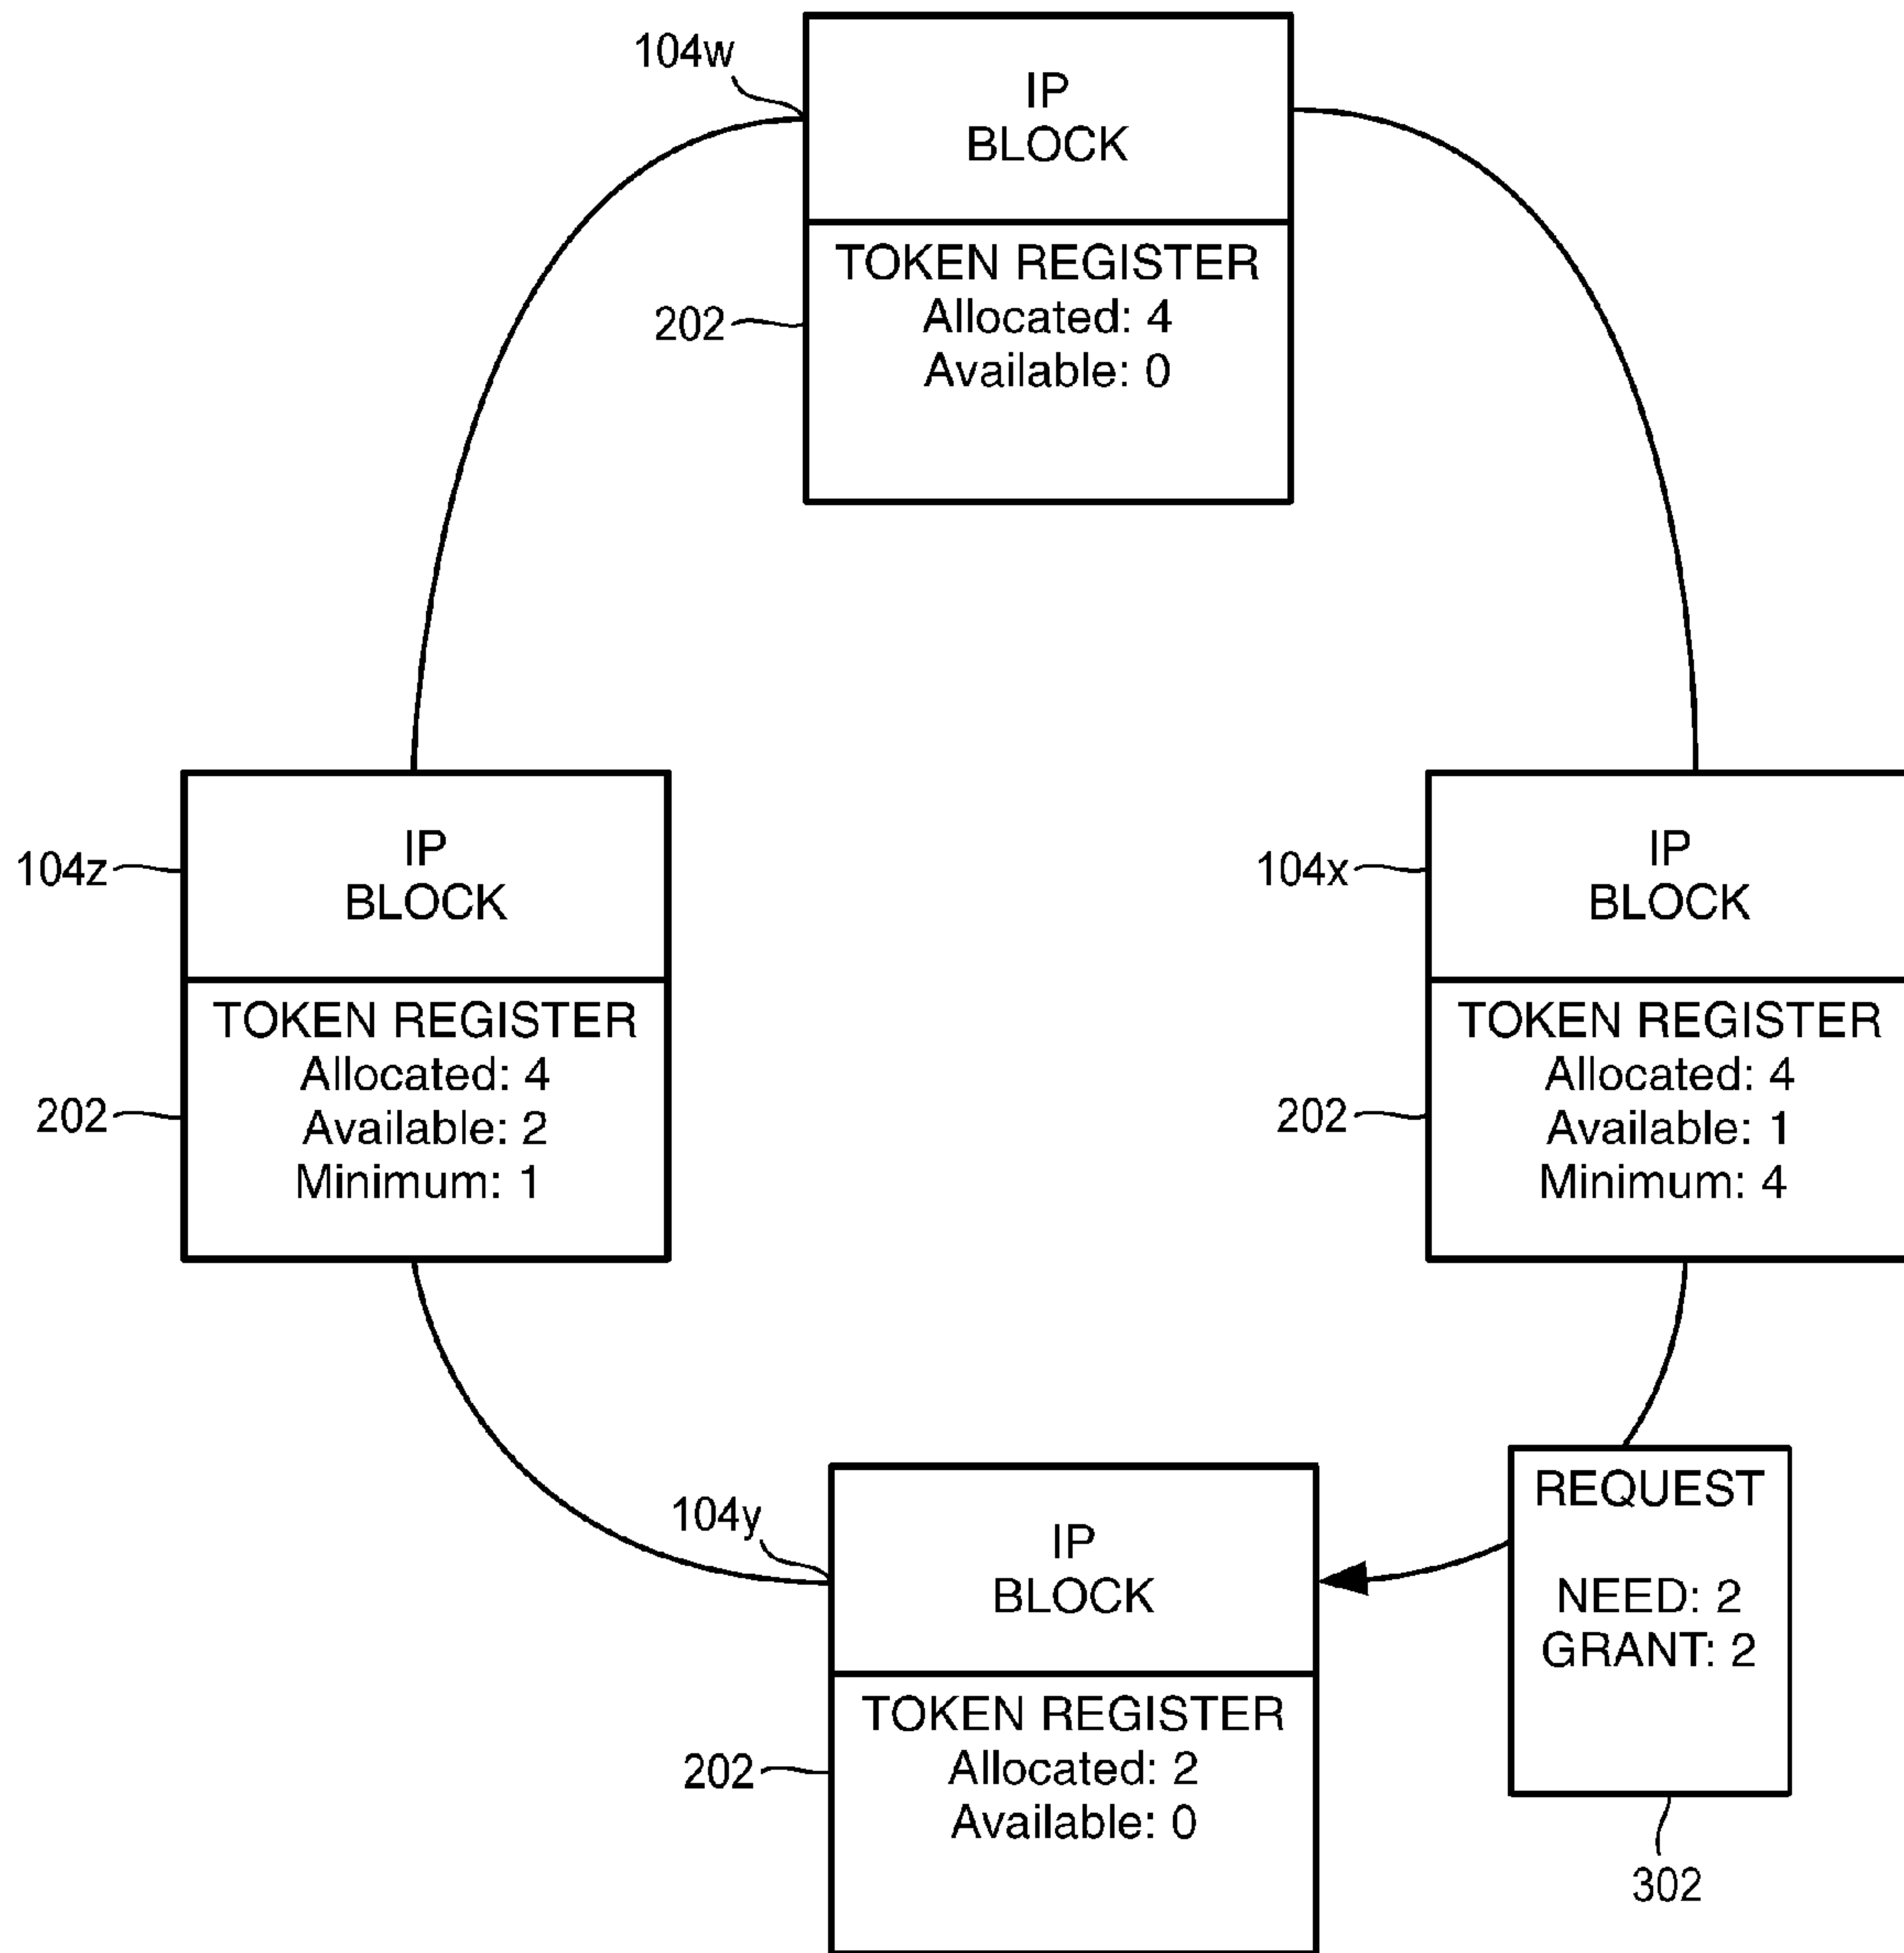 104w
IP
BLOCK
TOKEN REGISTER
202
Allocated: 4
Available: 0
104z
IP
BLOCK
TOKEN REGISTER
Allocated: 4
202
Available: 2
Minimum: 1
104x
IP
BLOCK
TOKEN REGISTER
Allocated: 4
202
Available: 1
Minimum: 4
104y
IP
BLOCK
TOKEN REGISTER
202
Allocated: 2
Available: 0
REQUEST
NEED: 2
GRANT: 2
302